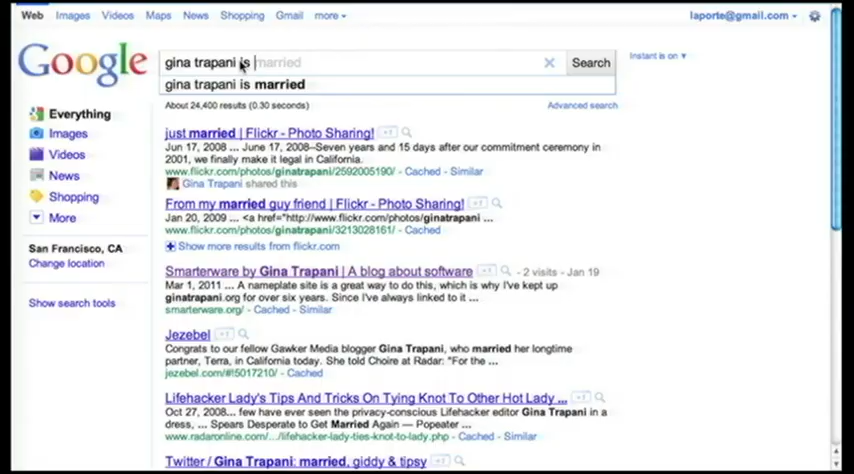 Web Images Videos Maps News Shopping Gmail more
laporte@gmail.com
Google
gina trapani is married
Search
Instant is on
gina trapani is married
About 24,400 results (0.30 seconds)
Advanced search
Everything
Images
Videos
News
Shopping
More
San Francisco, CA
Change location
Show search tools
just married | Flickr - Photo Sharing! +1
Jun 17, 2008 ... Jun 17, 2008--Seven years and 15 days after our commitment ceremony in
2001, we finally make it legal in California.
www.flickr.com/photos/ginatrapani/2592005190/ - Cached - Similar
Gina Trapani shared this
From my married guy friend | Flickr - Photo Sharing! +1
Jan 20, 2009 ... <a href="http://www.flickr.com/photos/ginatrapani ...
www.flickr.com/photos/ginatrapani/3213028161/ - Cached
Show more results from flickr.com
Smarterware by Gina Trapani | A blog about software +1 - 2 visits - Jan 19
Mar 1, 2011 ... A nameplate site is a great way to do this, which is why I've kept up
ginatrapani.org for over six years. Since I've always linked to it ...
smarterware.org/ - Cached - Similar
Jezebel +1
Congrats to our fellow Gawker Media blogger Gina Trapani, who married her longtime
partner, Terra, in California today. She told Choire at Radar: "For the ...
jezebel.com/#!5017210/ - Cached
Lifehacker Lady's Tips And Tricks On Tying Knot To Other Hot Lady ... +1
Oct 27, 2008... few have ever seen the privacy-conscious Lifehacker editor Gina Trapani in a
dress, ... Spears Desperate to Get Married Again — Popeater ...
www.radaronline.com/.../lifehacker-lady-ties-knot-to-lady.php - Cached - Similar
Twitter / Gina Trapani: married, giddy & tipsy +1